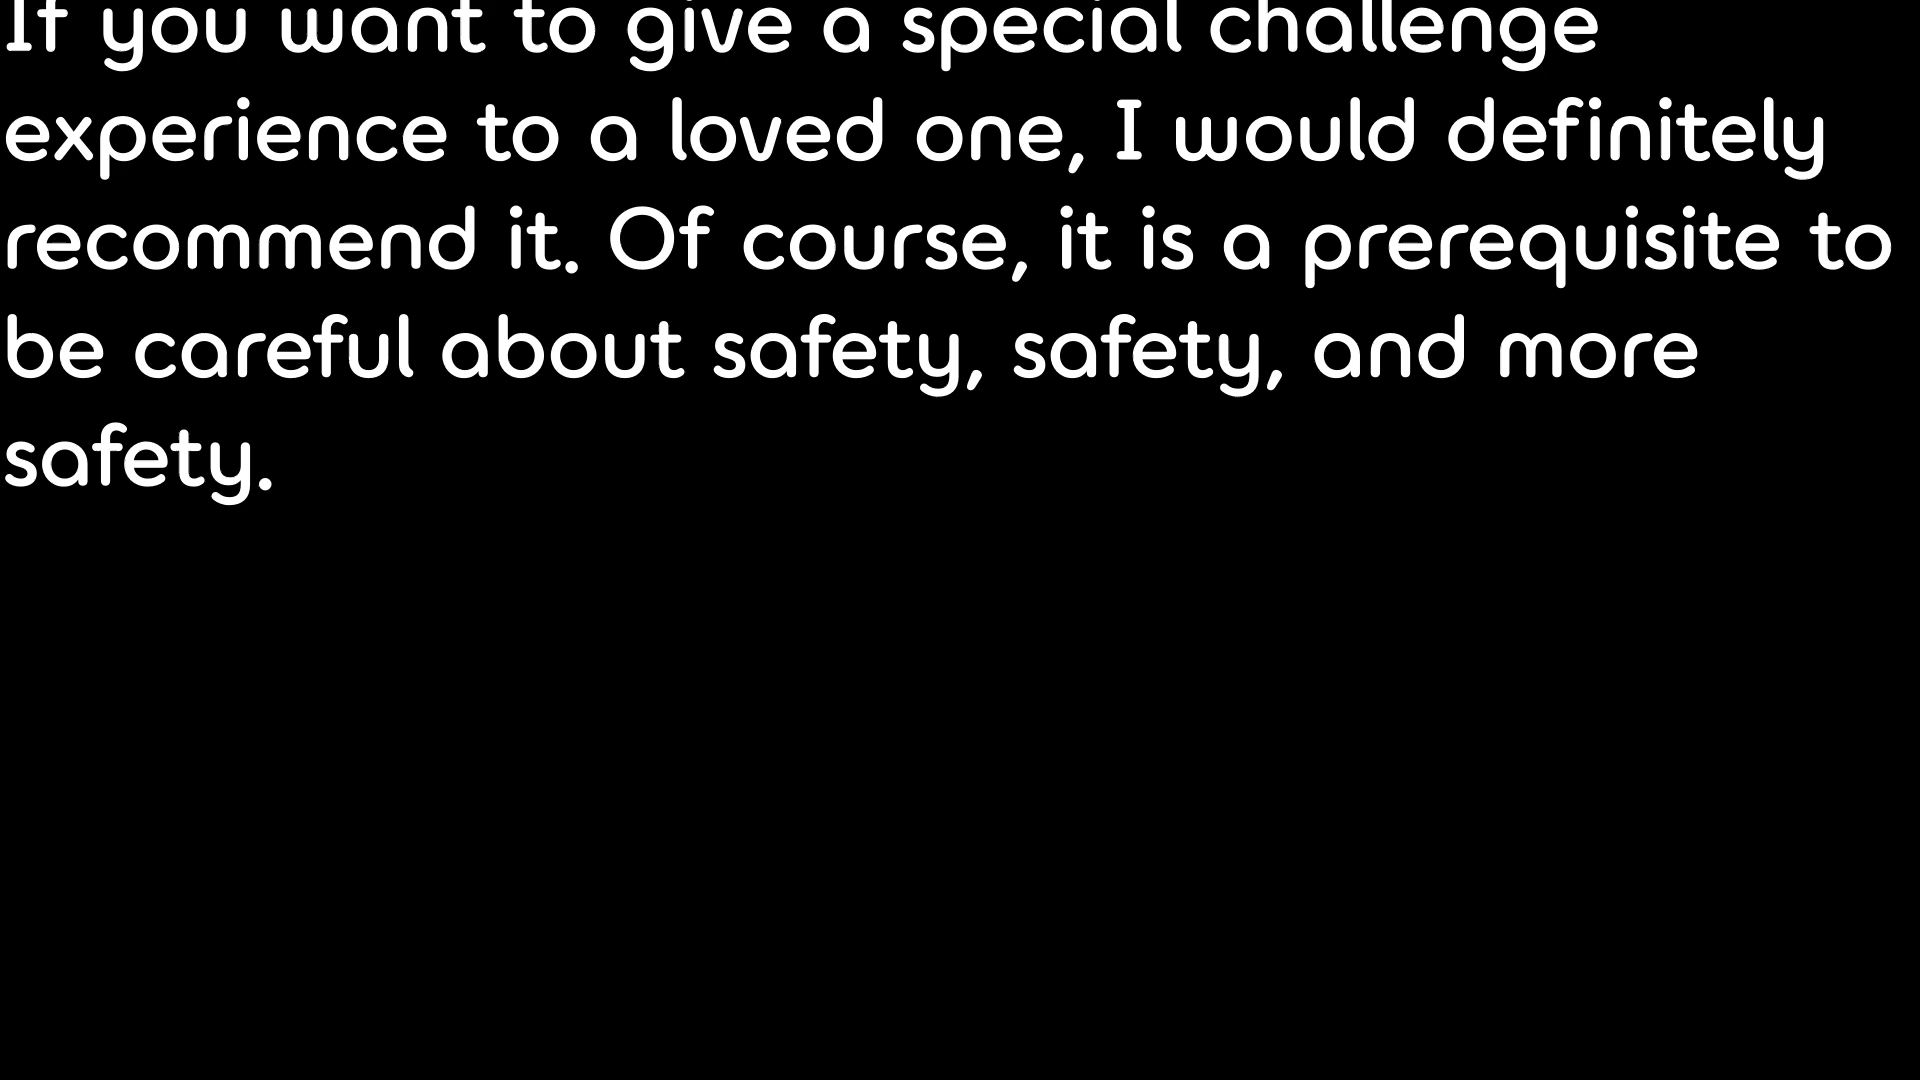 If you want to give a special challenge
experience to a loved one, I would definitely
recommend it. Of course, it is a prerequisite to
be careful about safety, safety, and more
safety.